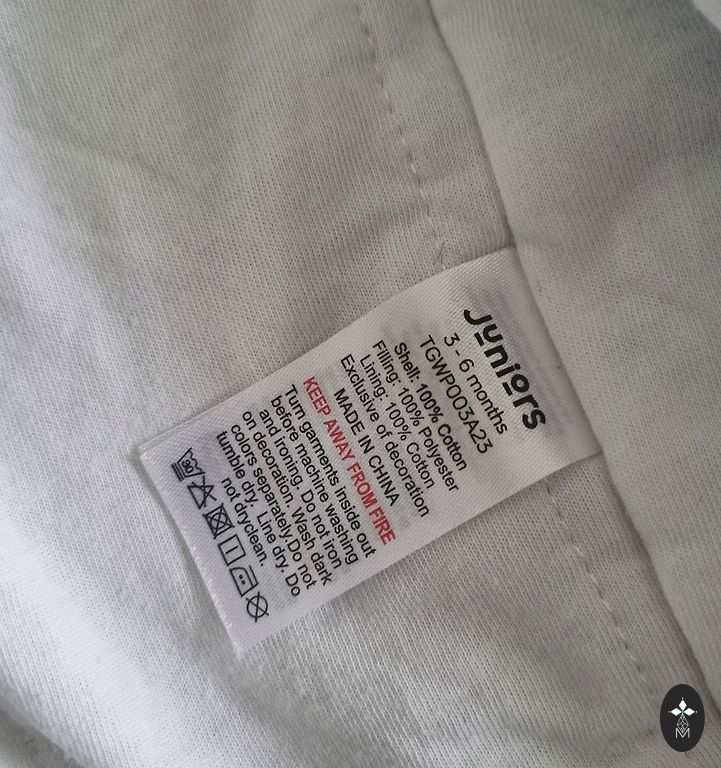 Juniors
3 - 6 months
TGWP003A23
Shell: 100% Cotton
Filling: 100% Polyester
Lining: 100% Cotton
Exclusive of decoration
MADE IN CHINA
KEEP AWAY FROM FIRE
Turn garments inside out
before machine washing
and ironing. Do not iron
on decoration. Wash dark
colors separately.Do not
tumble dry. Line dry. Do
not dryclean.
M